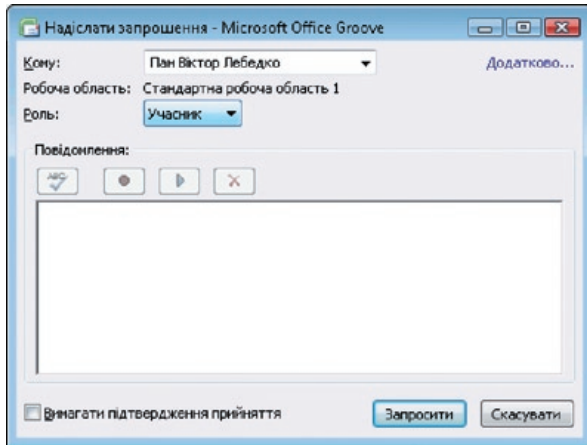 Надіслати запрошення - Microsoft Office Groove
Кому: Пан Віктор Лебедко Додатково...
Робоча область: Стандартна робоча область 1
Роль: Учасник
Повідомлення:
ABC
Вимагати підтвердження прийняття Запросити Скасувати